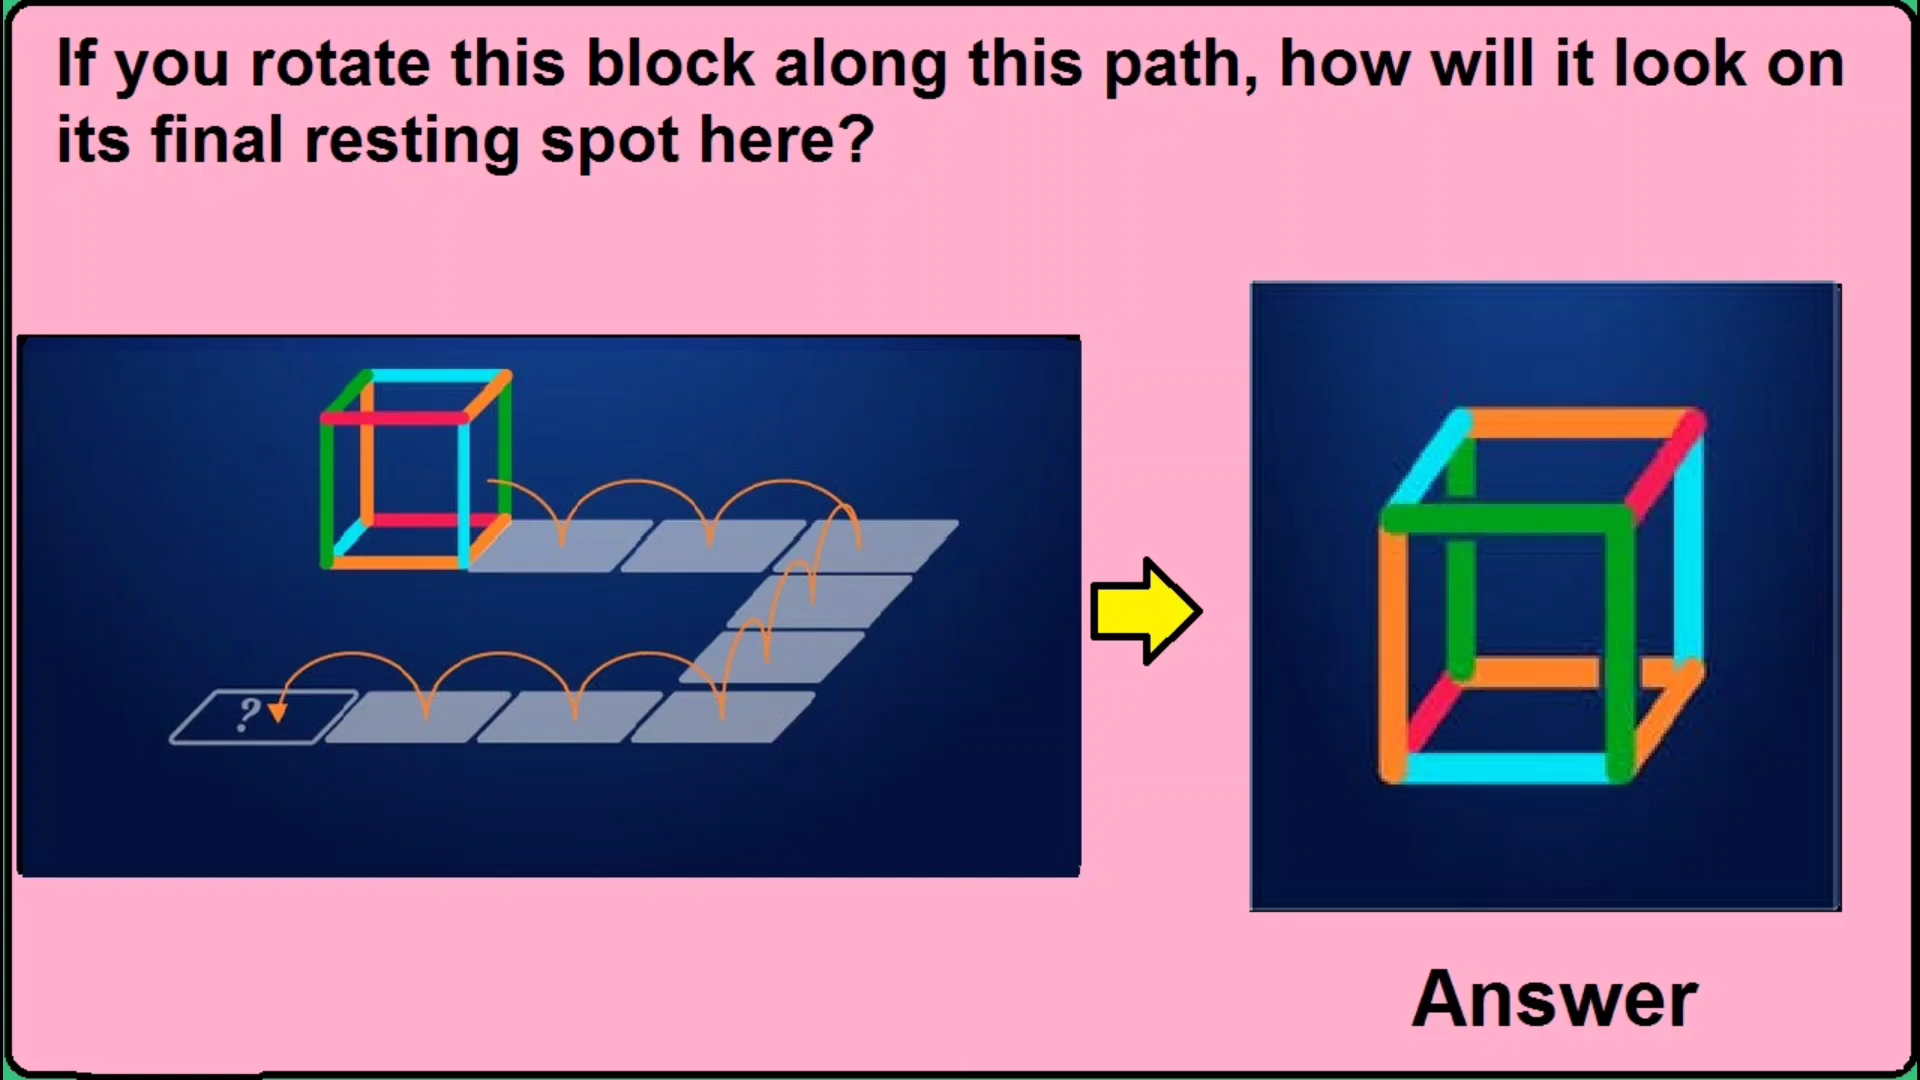 If you rotate this block along this path, how will it look on
its final resting spot here?
?
Answer